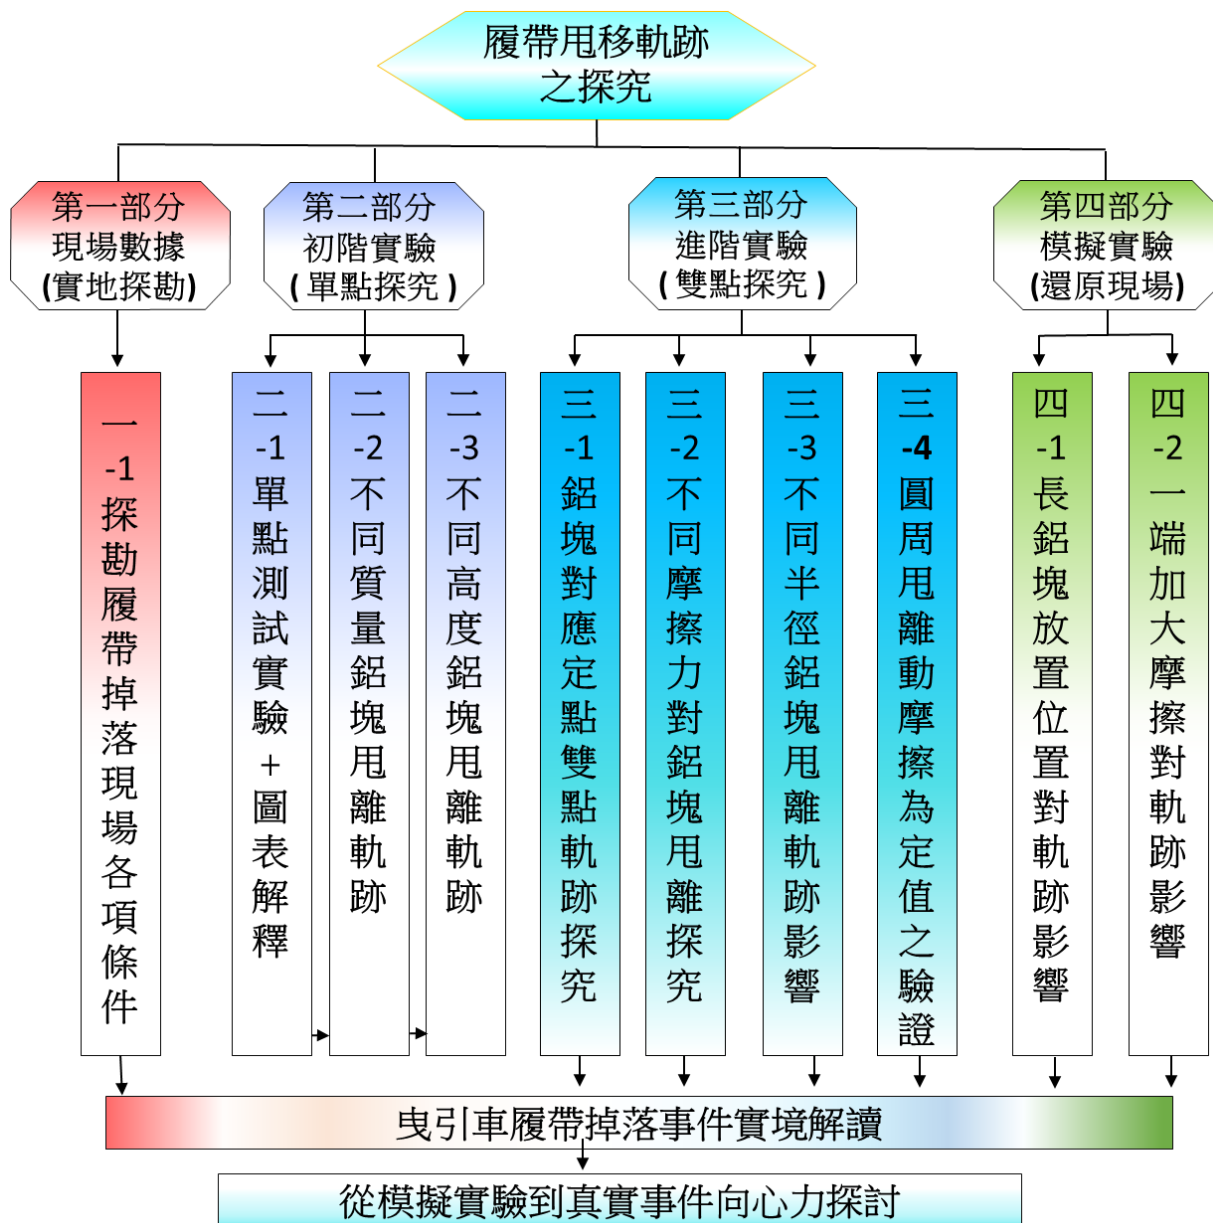 履帶甩移軌跡
之探究
第一部分
現場數據
(實地探勘)
第二部分
初階實驗
( 單點探究 )
第三部分
進階實驗
( 雙點探究 )
第四部分
模擬實驗
(還原現場)
一-1探勘履帶掉落現場各項條件
二-1單點測試實驗+圖表解釋
二-2不同質量鋁塊甩離軌跡
二-3不同高度鋁塊甩離軌跡
三-1鋁塊對應定點雙點軌跡探究
三-2不同摩擦力對鋁塊甩離探究
三-3不同半徑鋁塊甩離軌跡影響
三-4圓周甩離動摩擦為定值之驗證
四-1長鋁塊放置位置對軌跡影響
四-2一端加大摩擦對軌跡影響
曳引車履帶掉落事件實境解讀
從模擬實驗到真實事件向心力探討